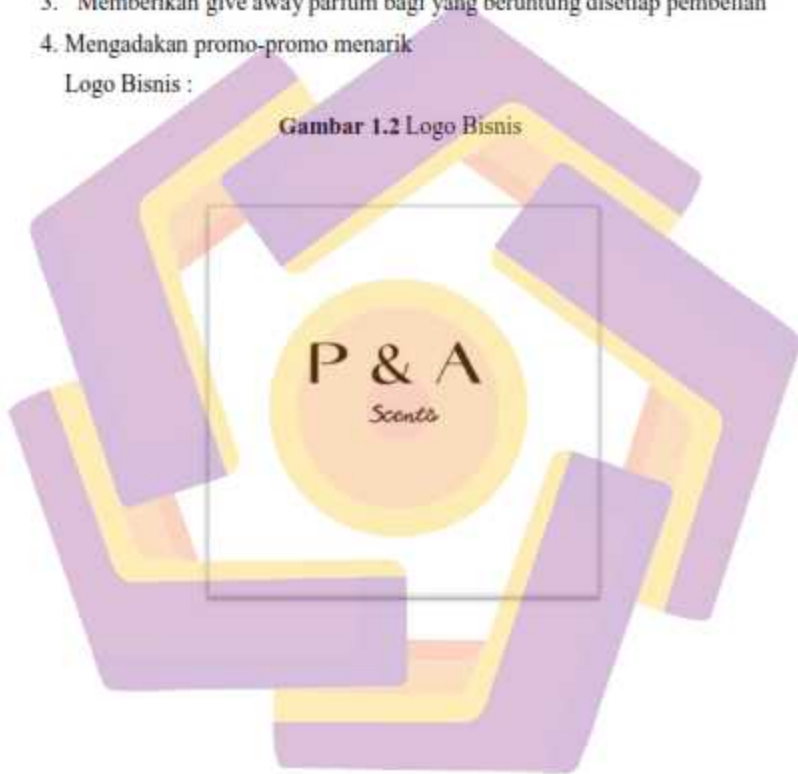 3. Memberikan give away parfum bagi yang beruntung disetiap pembelian
4. Mengadakan promo-promo menarik
Logo Bisnis :
Gambar 1.2 Logo Bisnis
P & A
Scents